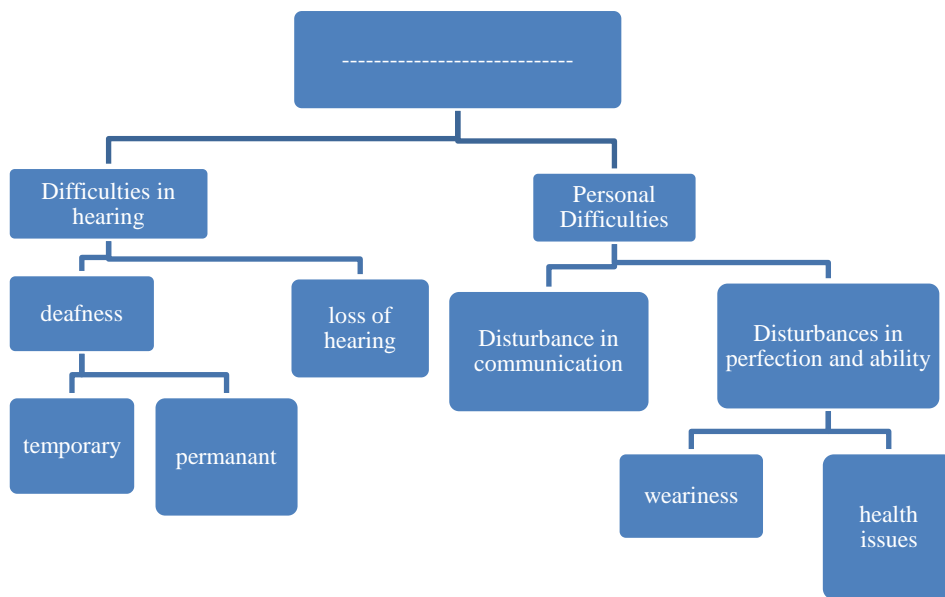 -----------------------------
Difficulties in
hearing
Personal
Difficulties
deafness
loss of
hearing
Disturbance in
communication
Disturbances in
perfection and ability
temporary
permanant
weariness
health
issues